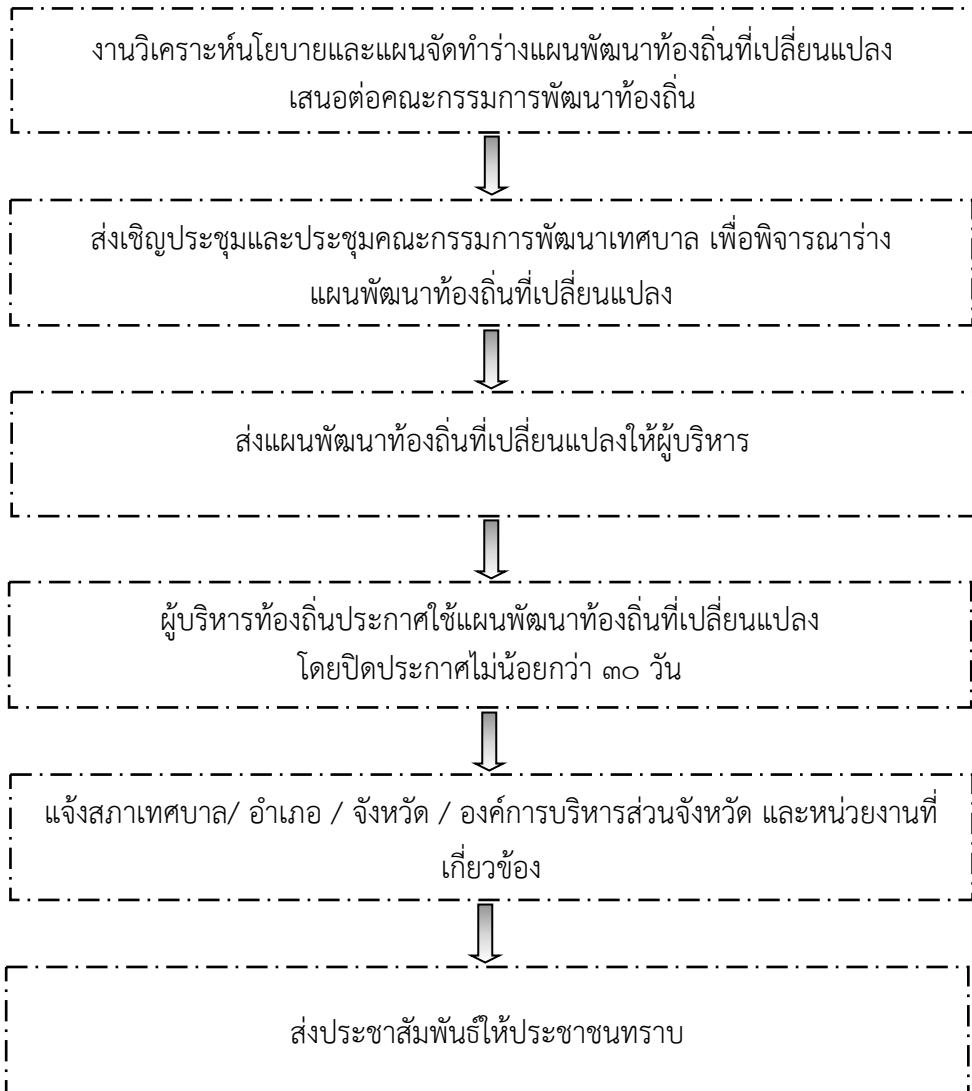 งานวิเคราะห์นโยบายและแผนจัดทำร่างแผนพัฒนาท้องถิ่นที่เปลี่ยนแปลง
เสนอต่อคณะกรรมการพัฒนาท้องถิ่น
ส่งเชิญประชุมและประชุมคณะกรรมการพัฒนาเทศบาล เพื่อพิจารณาร่าง
แผนพัฒนาท้องถิ่นที่เปลี่ยนแปลง
ส่งแผนพัฒนาท้องถิ่นที่เปลี่ยนแปลงให้ผู้บริหาร
ผู้บริหารท้องถิ่นประกาศใช้แผนพัฒนาท้องถิ่นที่เปลี่ยนแปลง
โดยปิดประกาศไม่น้อยกว่า ๓๐ วัน
แจ้งสภาเทศบาล/ อำเภอ / จังหวัด / องค์การบริหารส่วนจังหวัด และหน่วยงานที่
เกี่ยวข้อง
ส่งประชาสัมพันธ์ให้ประชาชนทราบ